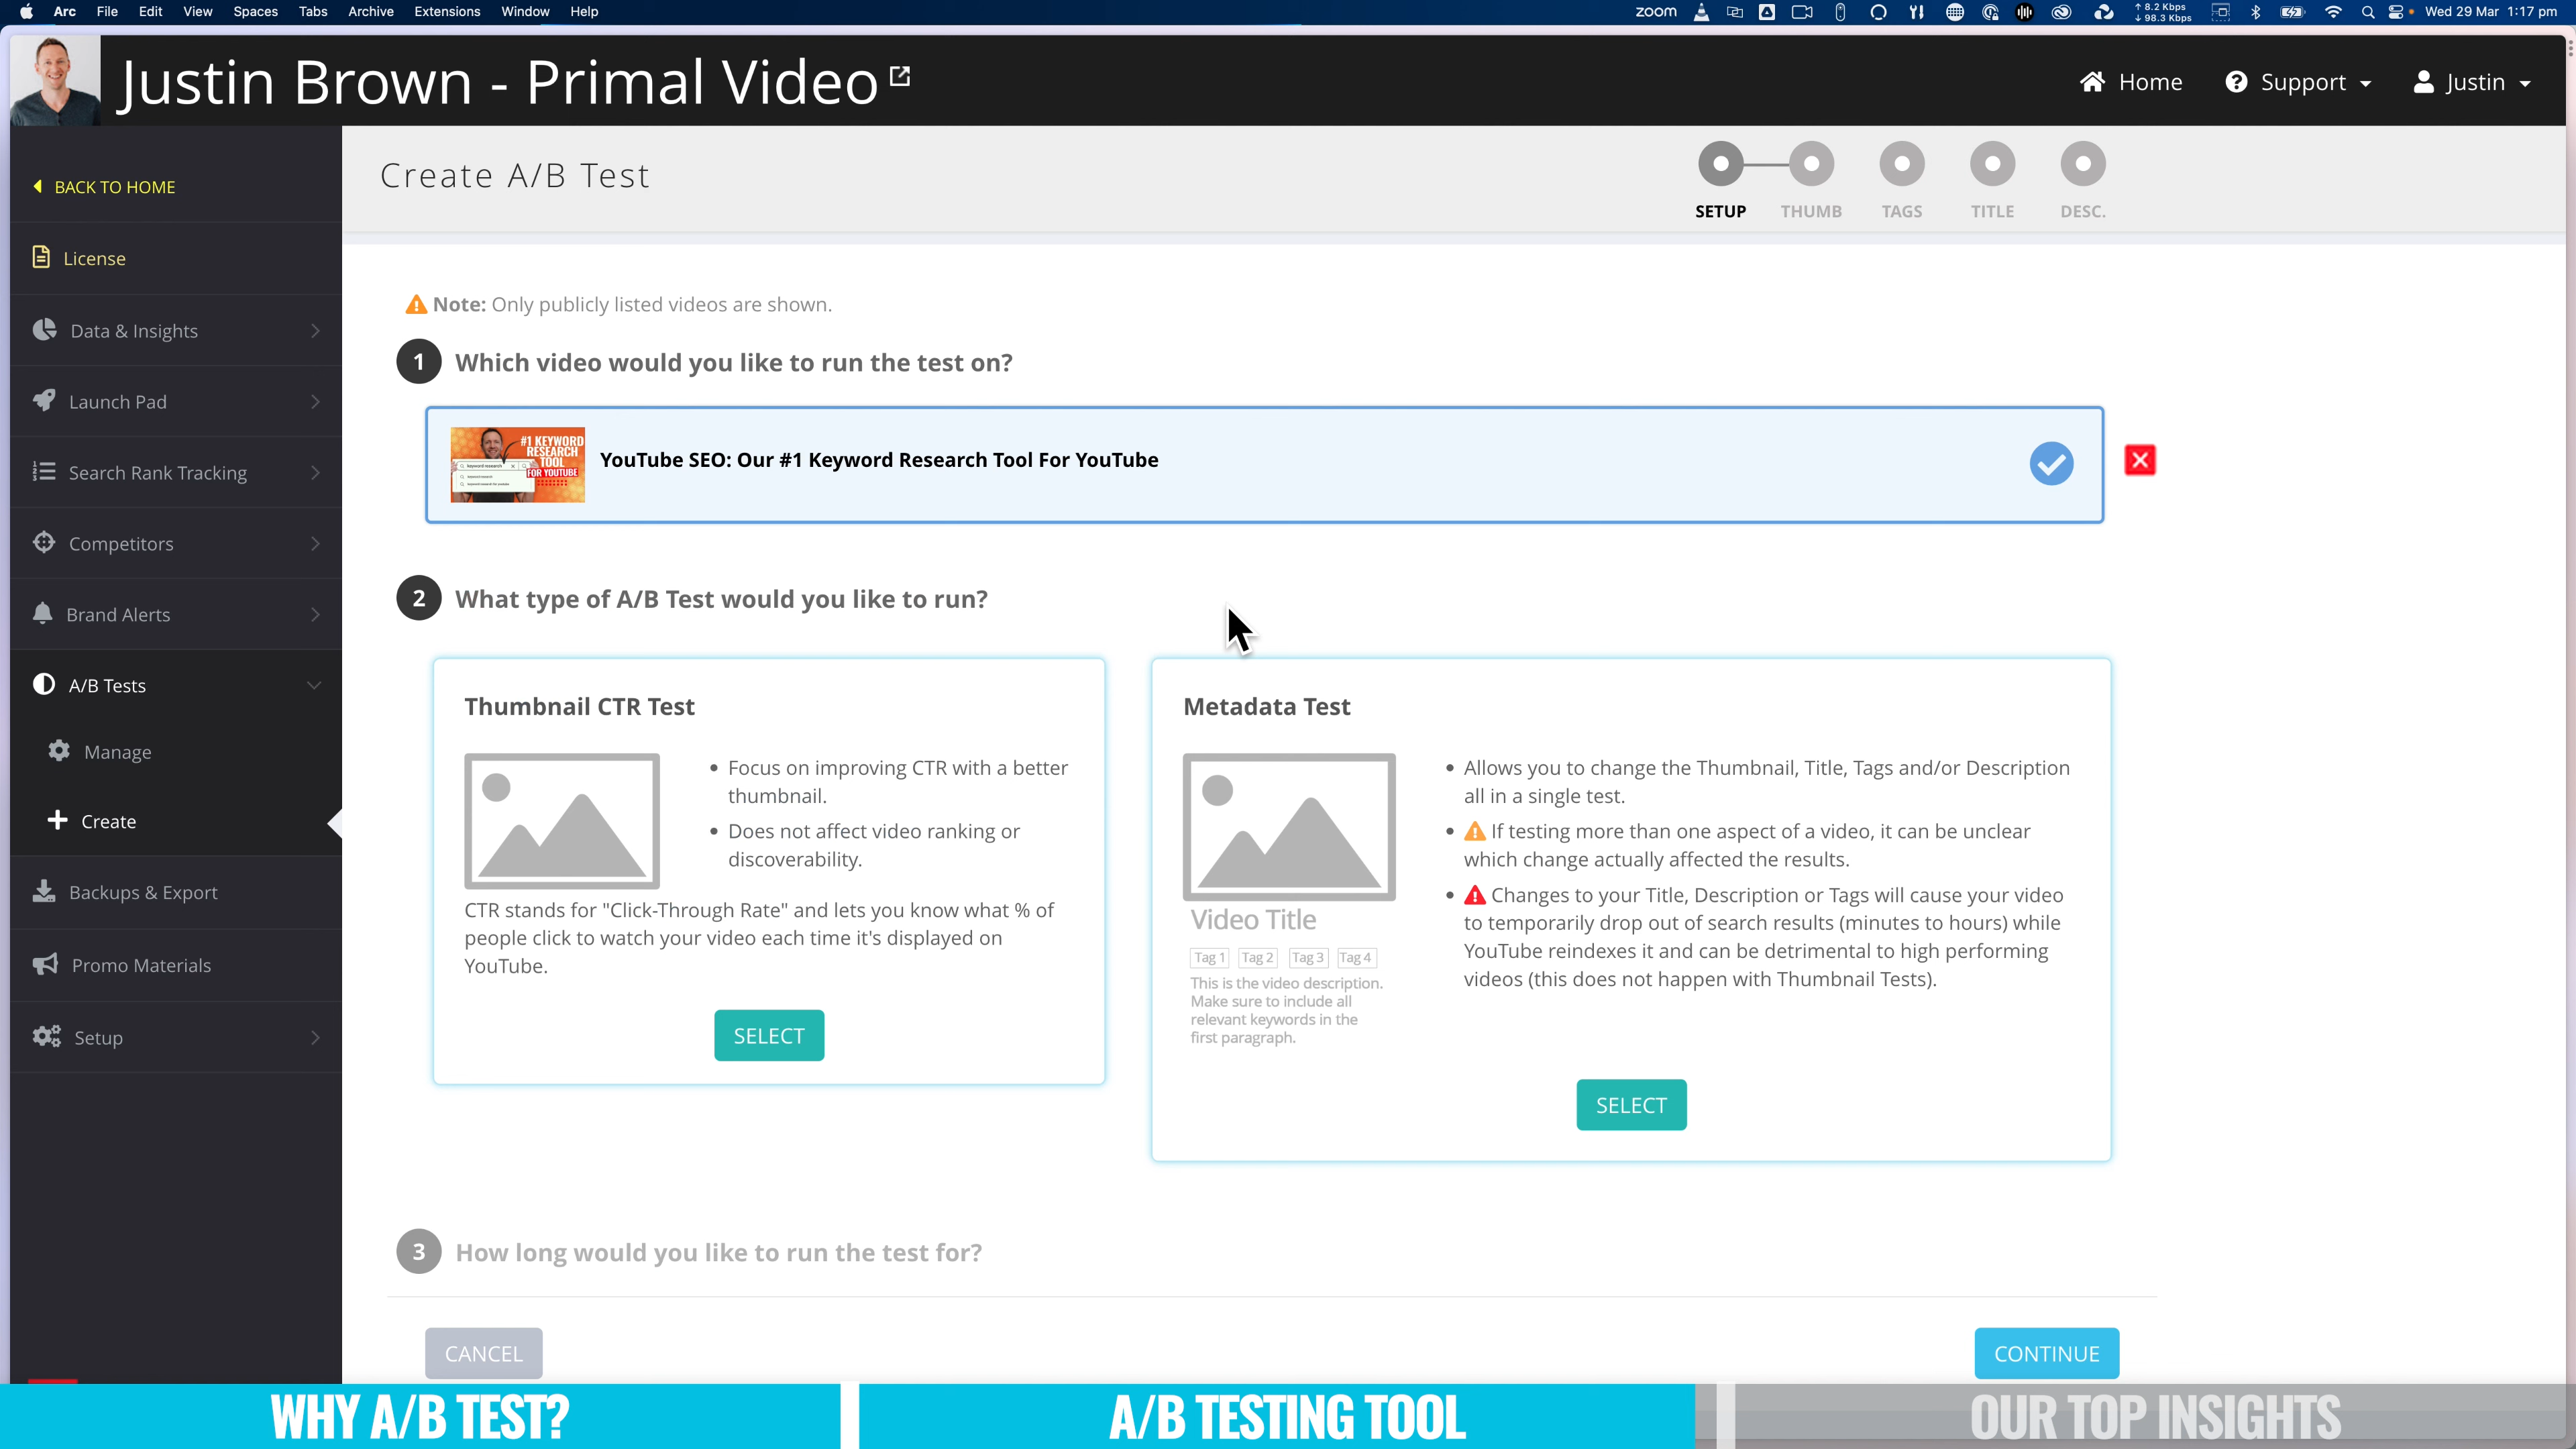 Arc File Edit View Spaces Tabs Archive Extensions Window Help
zoom ↑ 8.2 Kbps ↓ 98.3 Kbps Wed 29 Mar 1:17 pm
Justin Brown - Primal Video
Home Support Justin
BACK TO HOME
License
Data & Insights
Launch Pad
Search Rank Tracking
Competitors
Brand Alerts
A/B Tests
Manage
Create
Backups & Export
Promo Materials
Setup
Create A/B Test
SETUP THUMB TAGS TITLE DESC.
Note: Only publicly listed videos are shown.
1 Which video would you like to run the test on?
#1 KEYWORD
RESEARCH
TOOL
FOR YOUTUBE
keyword research
YouTube SEO: Our #1 Keyword Research Tool For YouTube
2 What type of A/B Test would you like to run?
Thumbnail CTR Test
• Focus on improving CTR with a better
thumbnail.
• Does not affect video ranking or
discoverability.
CTR stands for "Click-Through Rate" and lets you know what % of
people click to watch your video each time it's displayed on
YouTube.
SELECT
Metadata Test
Video Title
Tag 1 Tag 2 Tag 3 Tag 4
This is the video description.
Make sure to include all
relevant keywords in the
first paragraph.
• Allows you to change the Thumbnail, Title, Tags and/or Description
all in a single test.
• If testing more than one aspect of a video, it can be unclear
which change actually affected the results.
• Changes to your Title, Description or Tags will cause your video
to temporarily drop out of search results (minutes to hours) while
YouTube reindexes it and can be detrimental to high performing
videos (this does not happen with Thumbnail Tests).
SELECT
3 How long would you like to run the test for?
CANCEL CONTINUE
WHY A/B TEST? A/B TESTING TOOL OUR TOP INSIGHTS